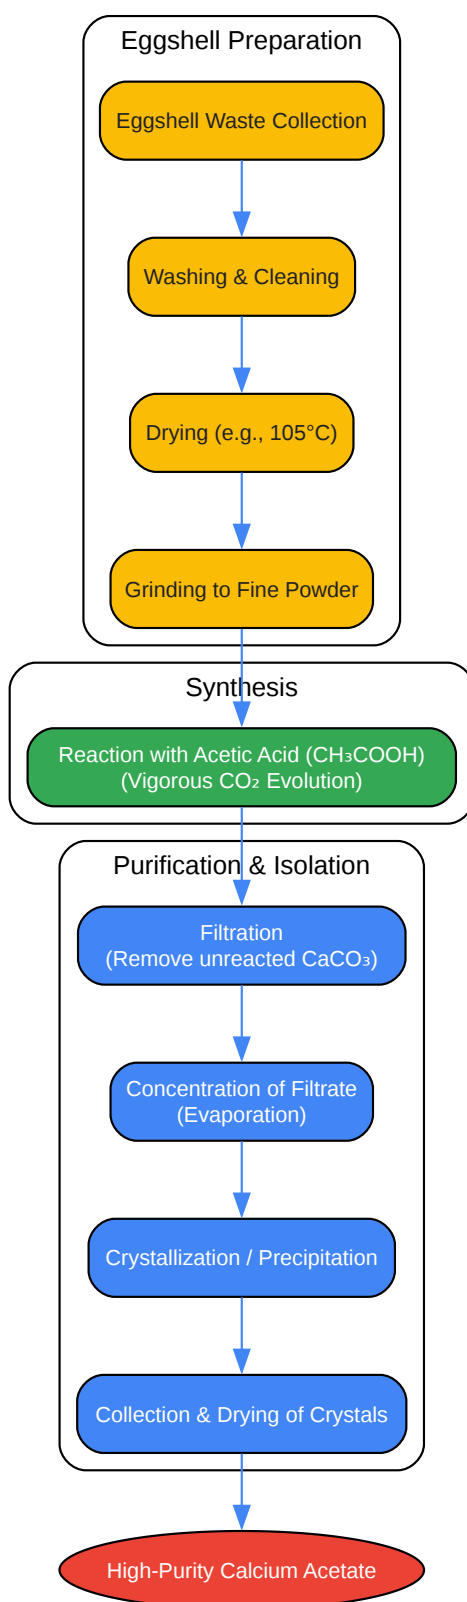 Eggshell Preparation
Eggshell Waste Collection
Washing & Cleaning
Drying (e.g., 105°C)
Grinding to Fine Powder
Synthesis
Reaction with Acetic Acid (CH₃COOH)
(Vigorous CO₂ Evolution)
Purification & Isolation
Filtration
(Remove unreacted CaCO₃)
Concentration of Filtrate
(Evaporation)
Crystallization / Precipitation
Collection & Drying of Crystals
High-Purity Calcium Acetate